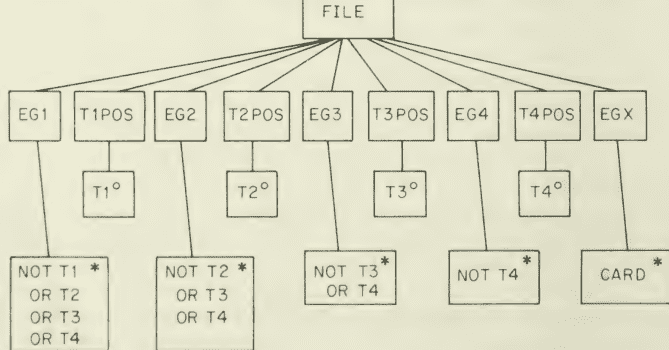 FILE
EG1 T1POS EG2 T2POS EG3 T3POS EG4 T4POS EGX
T1° T2° T3° T4°
NOT T1 *
OR T2
OR T3
OR T4
NOT T2 *
OR T3
OR T4
NOT T3 *
OR T4
NOT T4 *
CARD *